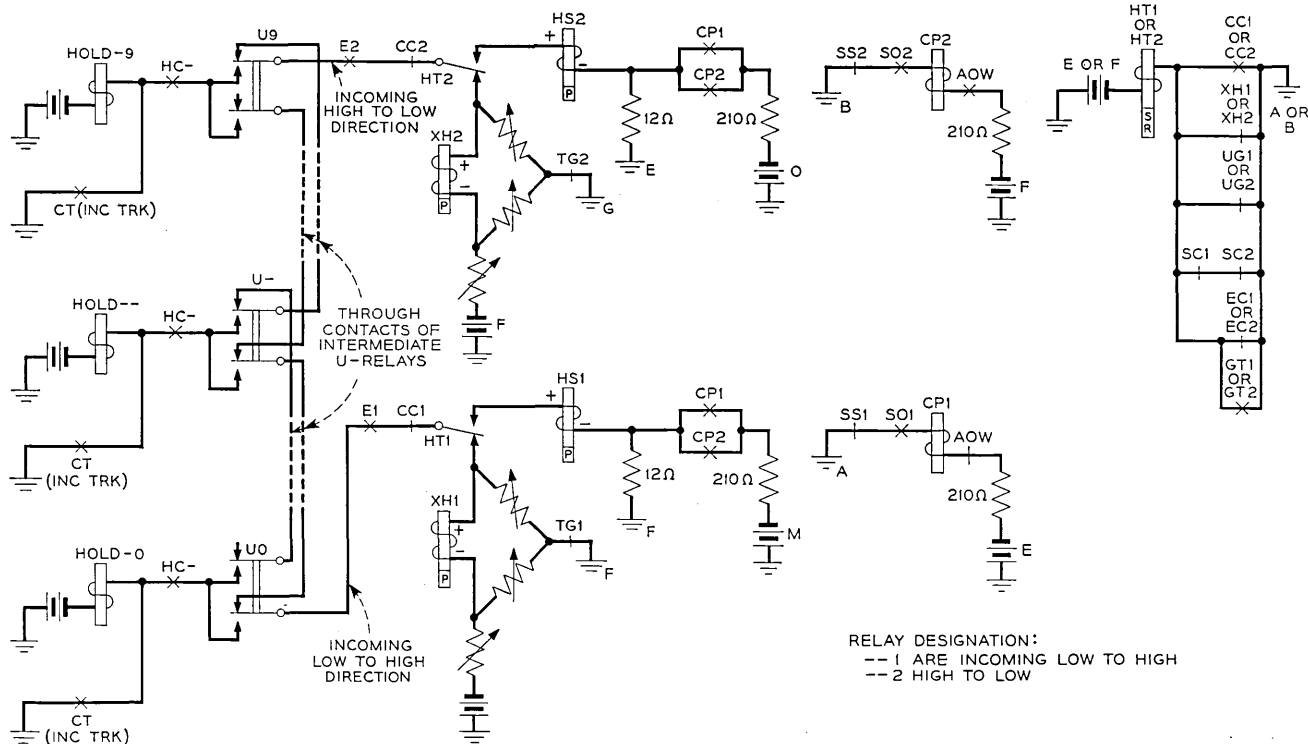 HOLD-9
HC-
U9
E2
CC2
HT2
INCOMING
HIGH TO LOW
DIRECTION
CT (INC TRK)
HS2
+
-
P
CP1
CP2
12Ω
E
210Ω
O
XH2
+
-
P
TG2
G
F
SS2
SO2
B
CP2
AOW
210Ω
F
HT1
OR
HT2
E OR F
S
R
CC1
OR
CC2
A OR
B
XH1
OR
XH2
UG1
OR
UG2
SC1
SC2
EC1
OR
EC2
GT1
OR
GT2
HOLD--
HC-
U-
CT
(INC TRK)
THROUGH
CONTACTS OF
INTERMEDIATE
U-RELAYS
E1
CC1
HT1
HS1
+
-
P
CP1
CP2
12Ω
F
210Ω
M
XH1
+
-
P
TG1
F
SS1
SO1
A
CP1
AOW
210Ω
E
HOLD-0
HC-
U0
CT
(INC TRK)
INCOMING
LOW TO HIGH
DIRECTION
RELAY DESIGNATION:
--1 ARE INCOMING LOW TO HIGH
--2 HIGH TO LOW